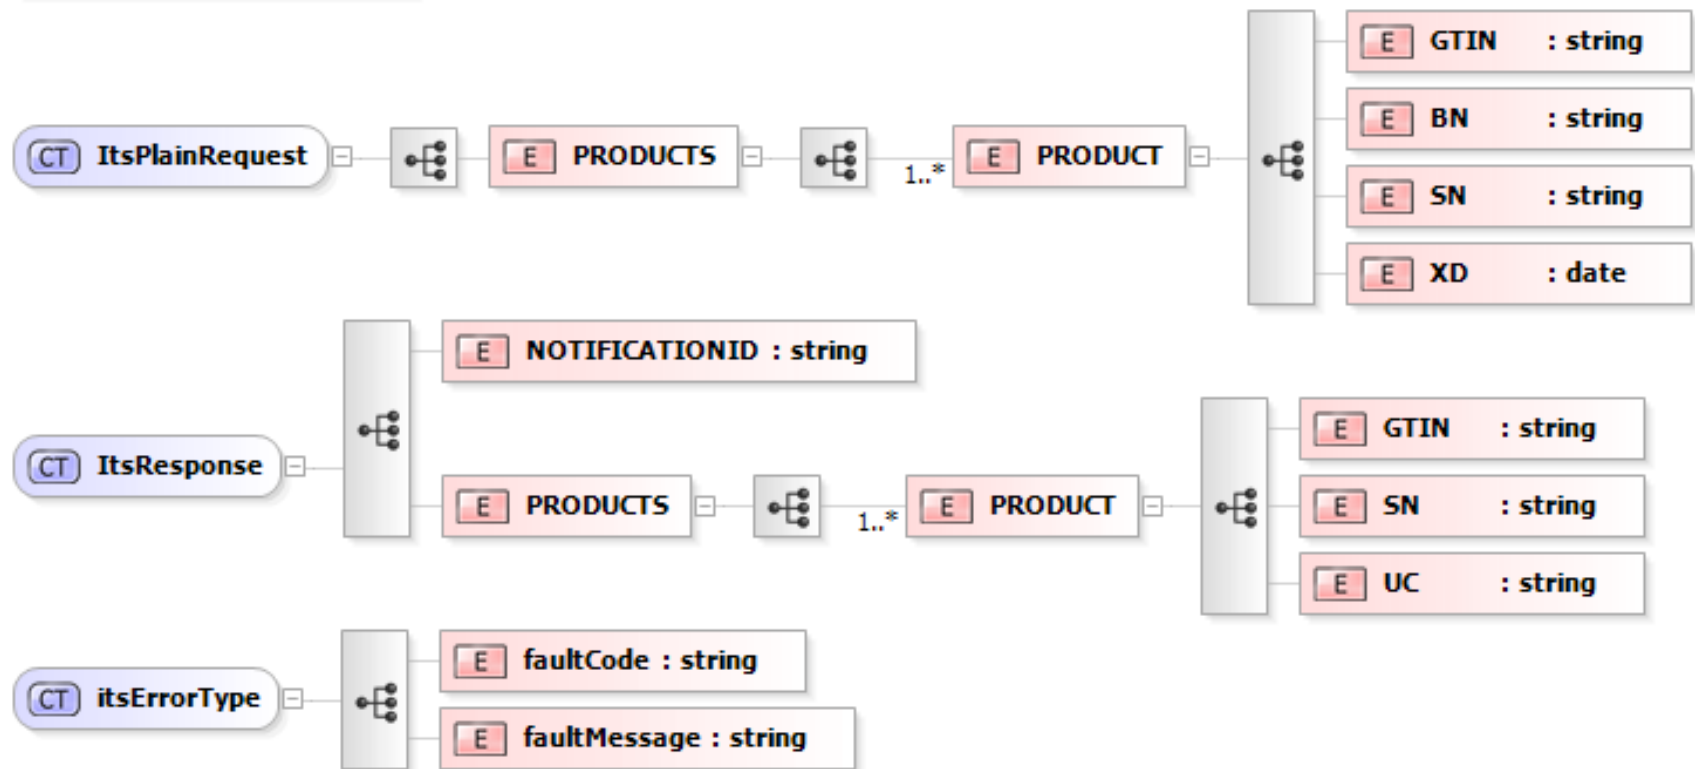 E GTIN : string
E BN : string
CT ItsPlainRequest E PRODUCTS 1..* E PRODUCT
E SN : string
E XD : date
E NOTIFICATIONID : string
E GTIN : string
CT ItsResponse
E PRODUCTS 1..* E PRODUCT
E SN : string
E UC : string
E faultCode : string
CT itsErrorType
E faultMessage : string